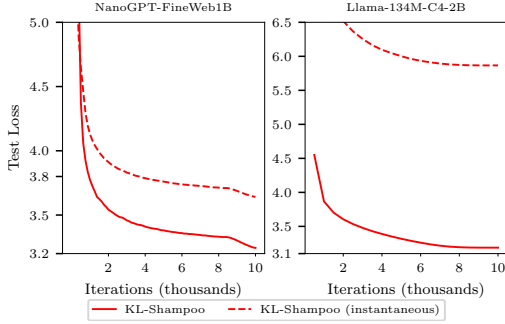 NanoGPT-FineWeb1B
Llama-134M-C4-2B
5.0
4.5
4.0
3.8
3.5
3.2
6.5
6.0
5.5
5.0
4.5
4.0
3.5
3.1
Test Loss
2 4 6 8 10
2 4 6 8 10
Iterations (thousands)
Iterations (thousands)
KL-Shampoo
KL-Shampoo (instantaneous)